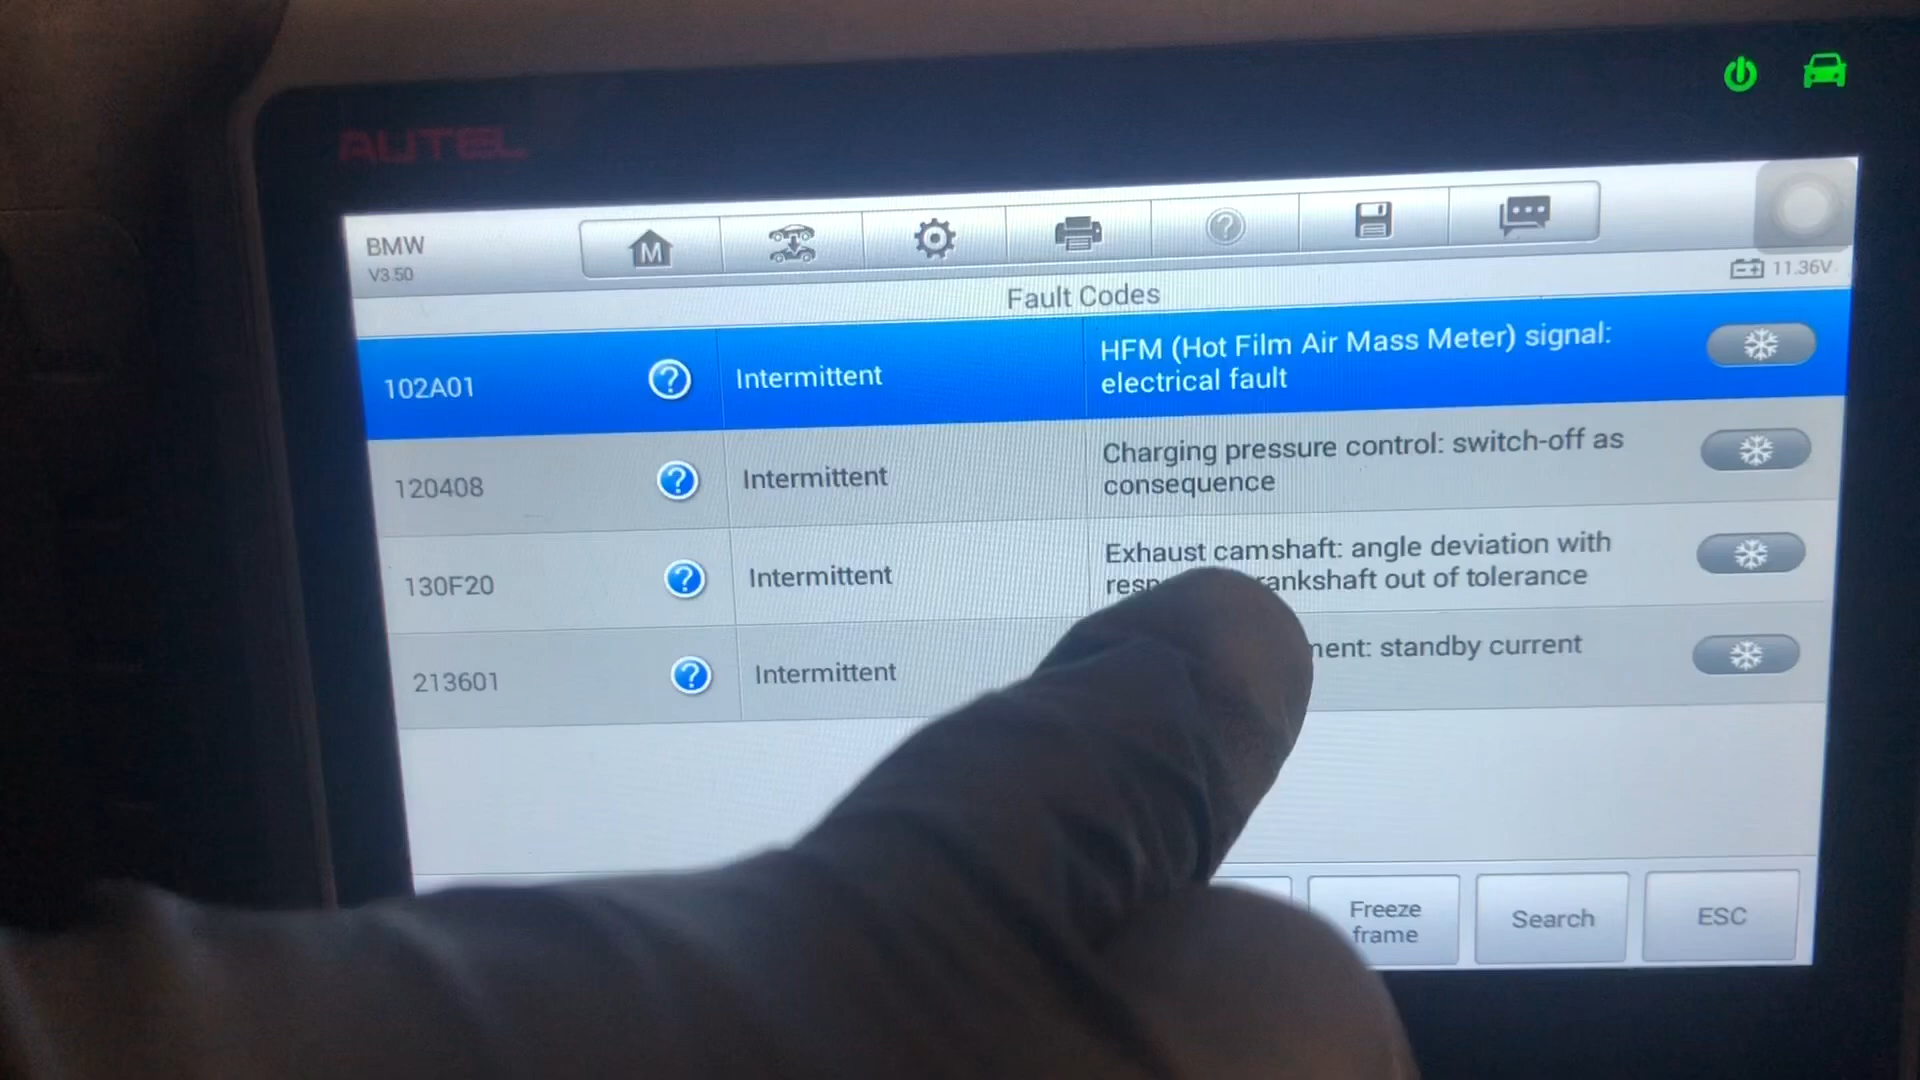 AUTEL
BMW
V3.50
M
11.36V
Fault Codes
102A01 Intermittent HFM (Hot Film Air Mass Meter) signal:
electrical fault
120408 Intermittent Charging pressure control: switch-off as
consequence
130F20 Intermittent Exhaust camshaft: angle deviation with
crankshaft out of tolerance
213601 Intermittent standby current
Freeze
frame
Search
ESC